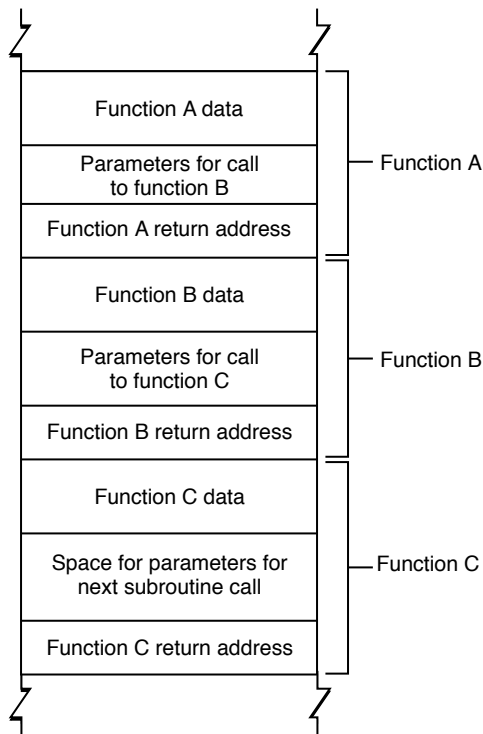 Function A data
Parameters for call
to function B
Function A return address
Function A
Function B data
Parameters for call
to function C
Function B return address
Function B
Function C data
Space for parameters for
next subroutine call
Function C return address
Function C